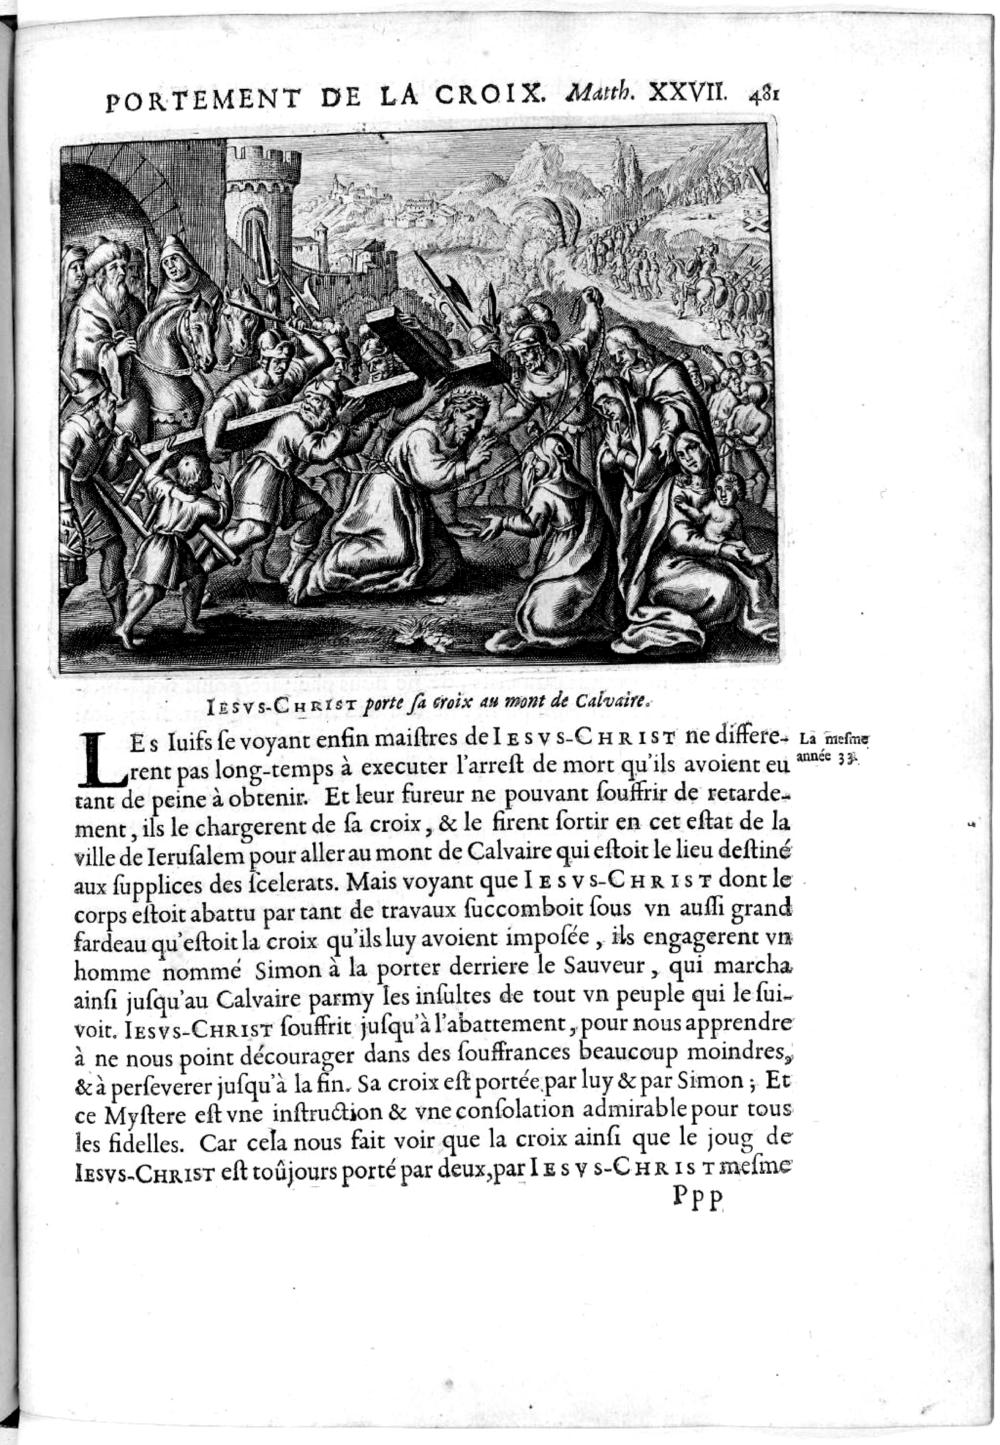 PORTEMENT DE LA CROIX. Matth. XXVII. 481
IESVS-CHRIST porte ſa croix au mont de Calvaire.
LEs Iuifs ſe voyant enfin maiſtres de IESVS-CHRIST ne differe-
rent pas long-temps à executer l'arreſt de mort qu'ils avoient eu
tant de peine à obtenir. Et leur fureur ne pouvant ſouffrir de retarde-
ment, ils le chargerent de ſa croix, & le firent ſortir en cet eſtat de la
ville de Ieruſalem pour aller au mont de Calvaire qui eſtoit le lieu deſtiné
aux ſupplices des ſcelerats. Mais voyant que IESVS-CHRIST dont le
corps eſtoit abattu par tant de travaux ſuccomboit ſous vn auſſi grand
fardeau qu'eſtoit la croix qu'ils luy avoient impoſée, ils engagerent vn
homme nommé Simon à la porter derriere le Sauveur, qui marcha
ainſi juſqu'au Calvaire parmy les inſultes de tout vn peuple qui le ſui-
voit. IESVS-CHRIST ſouffrit juſqu'à l'abattement, pour nous apprendre
à ne nous point décourager dans des ſouffrances beaucoup moindres,
& à perſeverer juſqu'à la fin. Sa croix eſt portée par luy & par Simon; Et
ce Myſtere eſt vne inſtruction & vne conſolation admirable pour tous
les fidelles. Car cela nous fait voir que la croix ainſi que le joug de
IESVS-CHRIST eſt toûjours porté par deux, par IESVS-CHRIST meſme
La meſme
année 33.
Ppp